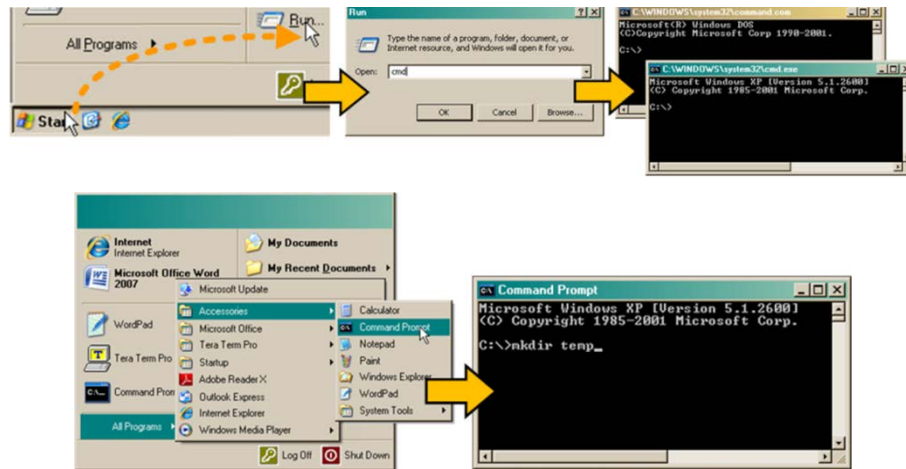 Run...
All Programs
Start
Run
Type the name of a program, folder, document, or
Internet resource, and Windows will open it for you.
Open: cmd
OK Cancel Browse...
C:\WINDOWS\system32\command.com
Microsoft(R) Windows DOS
(C)Copyright Microsoft Corp 1990-2001.
C:\>
C:\WINDOWS\system32\cmd.exe
Microsoft Windows XP [Version 5.1.2600]
(C) Copyright 1985-2001 Microsoft Corp.
C:\>
Internet
Internet Explorer
Microsoft Office Word
2007
WordPad
Tera Term Pro
Command Prom
All Programs
My Documents
My Recent Documents
Microsoft Update
Accessories
Microsoft Office
Tera Term Pro
Startup
Adobe Reader X
Outlook Express
Internet Explorer
Windows Media Player
Calculator
Command Prompt
Notepad
Paint
Windows Explorer
WordPad
System Tools
Log Off Shut Down
Command Prompt
Microsoft Windows XP [Version 5.1.2600]
(C) Copyright 1985-2001 Microsoft Corp.
C:\>mkdir temp_